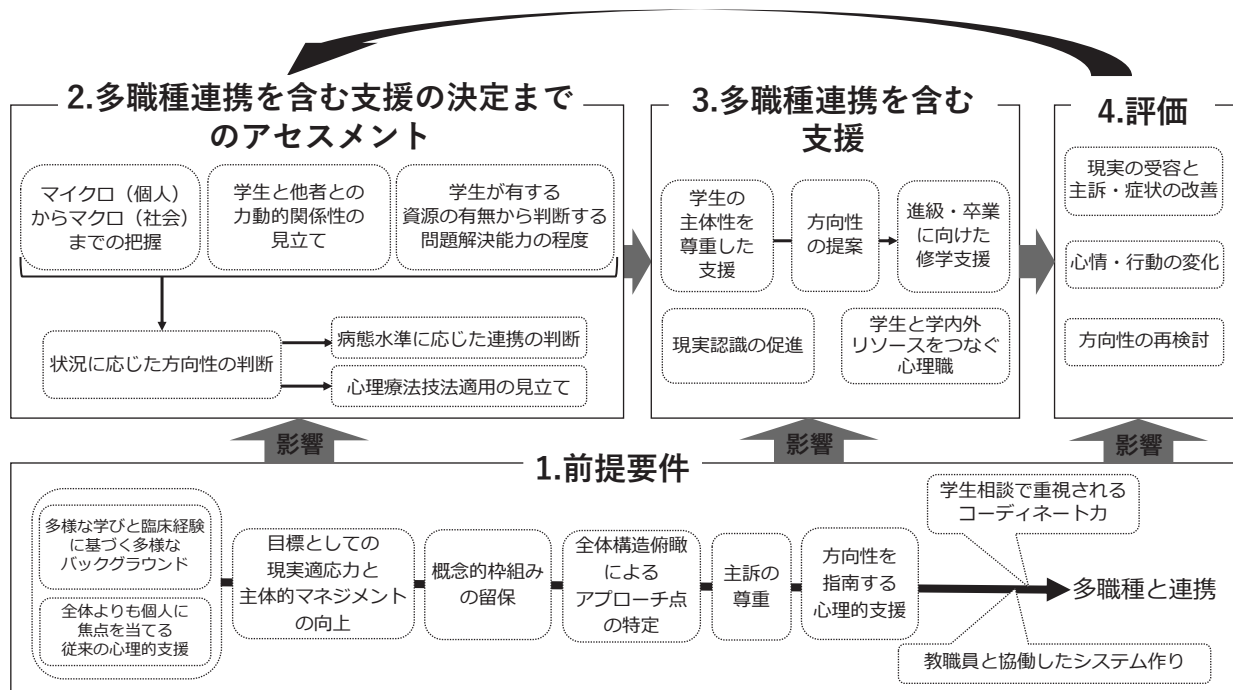 2.多職種連携を含む支援の決定まで
のアセスメント
マイクロ（個人）
からマクロ（社会）
までの把握
学生と他者との
力動的関係性の
見立て
学生が有する
資源の有無から判断する
問題解決能力の程度
状況に応じた方向性の判断
病態水準に応じた連携の判断
心理療法技法適用の見立て
3.多職種連携を含む
支援
学生の
主体性を
尊重した
支援
方向性
の提案
進級・卒業
に向けた
修学支援
現実認識の促進
学生と学内外
リソースをつなぐ
心理職
4.評価
現実の受容と
主訴・症状の改善
心情・行動の変化
方向性の再検討
影響
影響
影響
1.前提要件
多様な学びと臨床経験
に基づく多様な
バックグラウンド
全体よりも個人に
焦点を当てる
従来の心理的支援
目標としての
現実適応力と
主体的マネジメント
の向上
概念的枠組み
の留保
全体構造俯瞰
による
アプローチ点
の特定
主訴の
尊重
方向性を
指南する
心理的支援
学生相談で重視される
コーディネート力
多職種と連携
教職員と協働したシステム作り